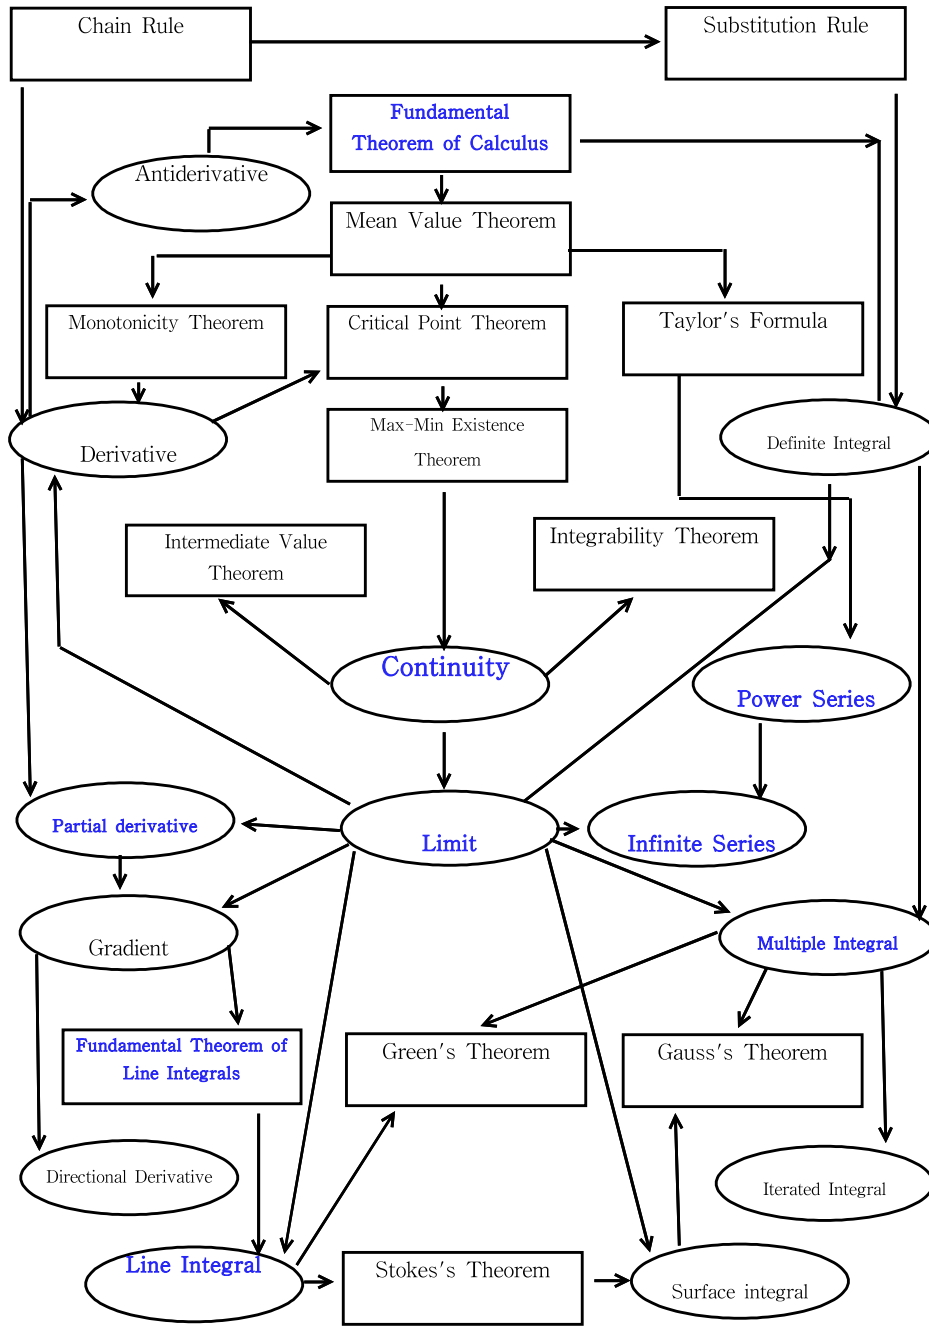 Chain Rule
Substitution Rule
Fundamental
Theorem of Calculus
Antiderivative
Mean Value Theorem
Monotonicity Theorem
Critical Point Theorem
Taylor's Formula
Max-Min Existence
Theorem
Derivative
Definite Integral
Intermediate Value
Theorem
Integrability Theorem
Continuity
Power Series
Partial derivative
Limit
Infinite Series
Gradient
Multiple Integral
Fundamental Theorem of
Line Integrals
Green's Theorem
Gauss's Theorem
Directional Derivative
Iterated Integral
Line Integral
Stokes's Theorem
Surface integral